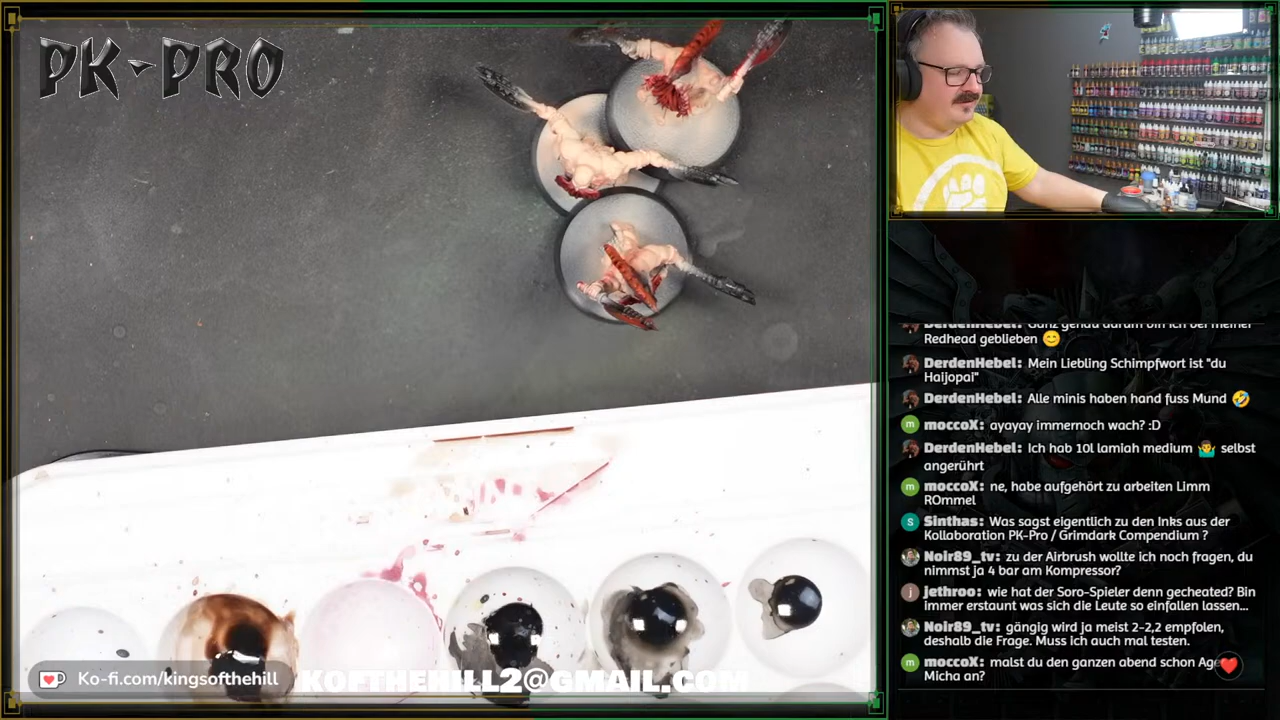 PK-PRO
DerdenHebel: Ganz genau darum bin ich bei meiner
Redhead geblieben 😊
DerdenHebel: Mein Liebling Schimpfwort ist "du
Haijopai"
DerdenHebel: Alle minis haben hand fuss Mund 🤣
m moccoX: ayayay immernoch wach? :D
DerdenHebel: Ich hab 10l lamiah medium 🤷‍♂️ selbst
angerührt
m moccoX: ne, habe aufgehört zu arbeiten Limm
ROmmel
S Sinthas: Was sagst eigentlich zu den Inks aus der
Kollaboration PK-Pro / Grimdark Compendium ?
Noir89_tv: zu der Airbrush wollte ich noch fragen, du
nimmst ja 4 bar am Kompressor?
j jethroo: wie hat der Soro-Spieler denn gecheated? Bin
immer erstaunt was sich die Leute so einfallen lassen...
Noir89_tv: gängig wird ja meist 2-2,2 empfolen,
deshalb die Frage. Muss ich auch mal testen.
m moccoX: malst du den ganzen abend schon
Micha an?
Ko-fi.com/kingsofthehill
KOFTHEHILL2@GMAIL.COM